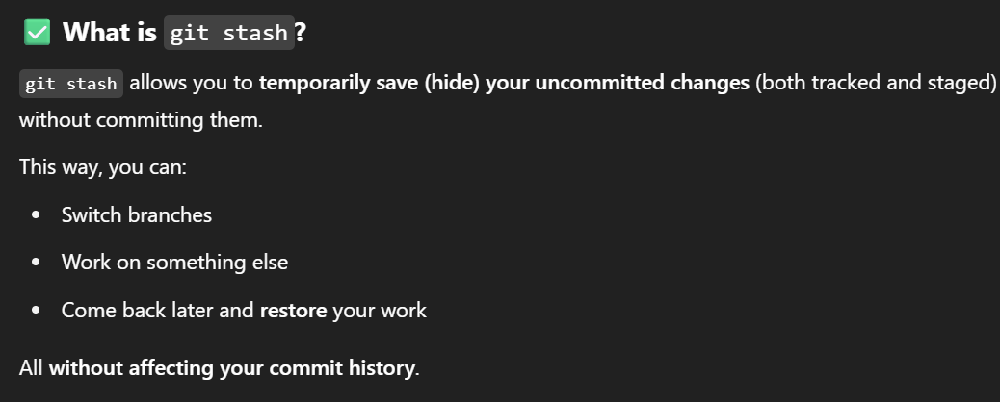 ✅ What is git stash?
git stash allows you to temporarily save (hide) your uncommitted changes (both tracked and staged)
without committing them.
This way, you can:
• Switch branches
• Work on something else
• Come back later and restore your work
All without affecting your commit history.